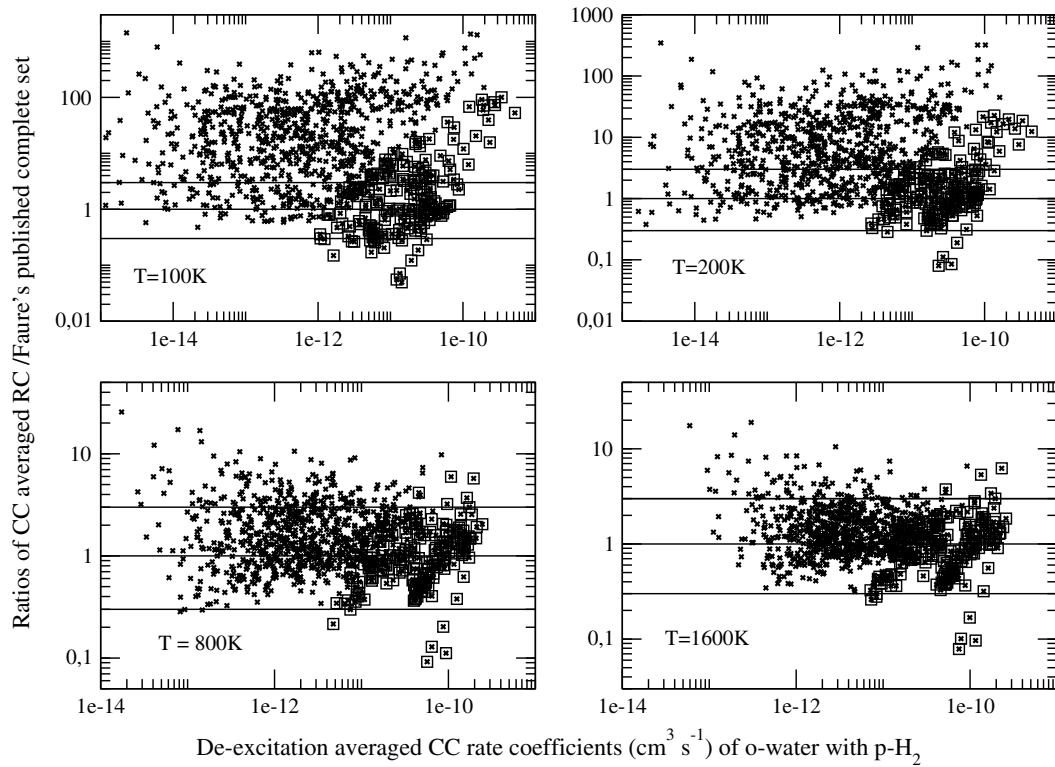 Ratios of CC averaged RC /Faure's published complete set
100
1
0,01
1e-14
1e-12
1e-10
T=100K
1000
100
10
1
0,1
0,01
1e-14
1e-12
1e-10
T=200K
10
1
0,1
1e-14
1e-12
1e-10
T = 800K
10
1
0,1
1e-14
1e-12
1e-10
T=1600K
De-excitation averaged CC rate coefficients (cm³ s⁻¹) of o-water with p-H₂